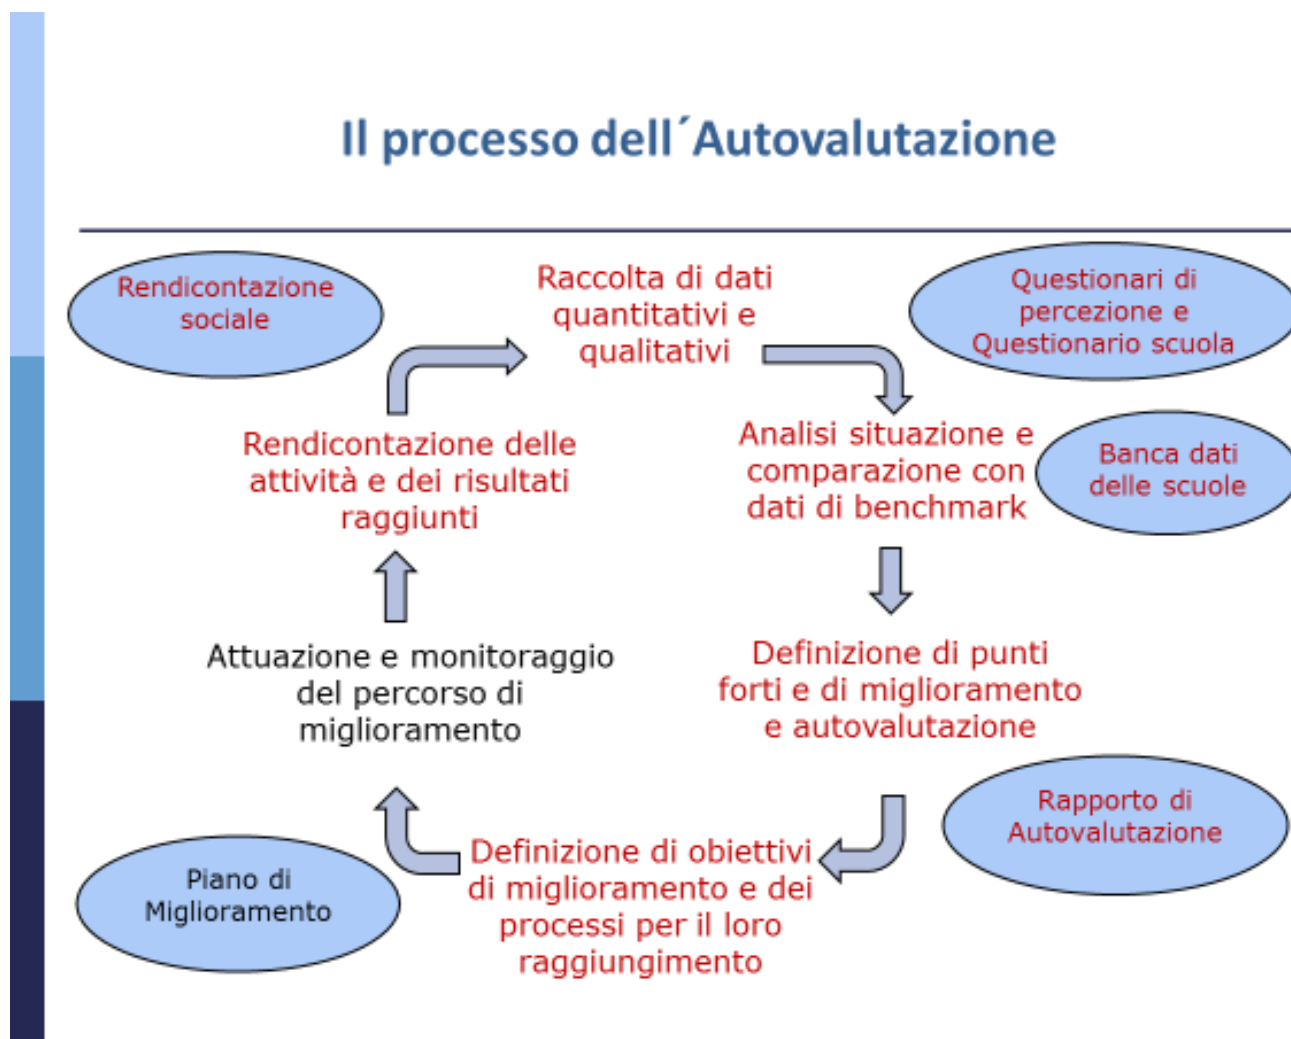 Il processo dell´Autovalutazione
Rendicontazione
sociale
Raccolta di dati
quantitativi e
qualitativi
Questionari di
percezione e
Questionario scuola
Rendicontazione delle
attività e dei risultati
raggiunti
Analisi situazione e
comparazione con
dati di benchmark
Banca dati
delle scuole
Attuazione e monitoraggio
del percorso di
miglioramento
Definizione di punti
forti e di miglioramento
e autovalutazione
Rapporto di
Autovalutazione
Piano di
Miglioramento
Definizione di obiettivi
di miglioramento e dei
processi per il loro
raggiungimento